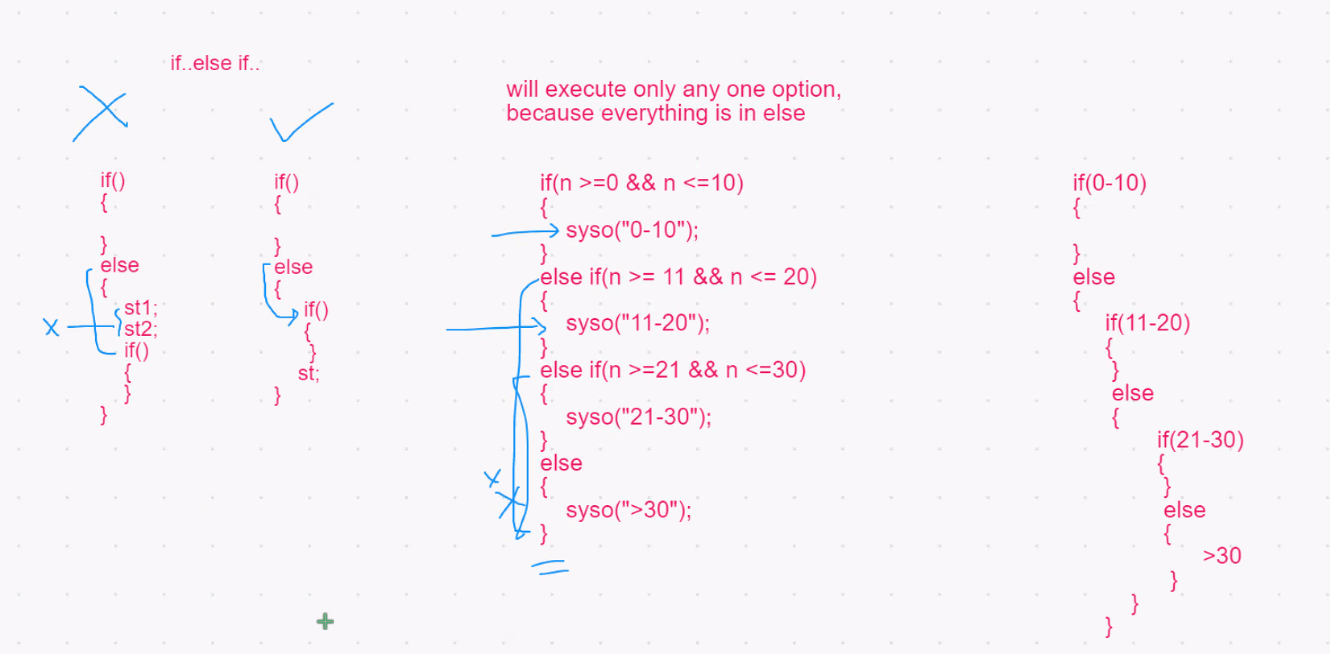 if..else if..
if()
{
}
else
{
st1;
st2;
if()
{
}
}
if()
{
}
else
{
if()
{
}
st;
}
will execute only any one option,
because everything is in else
if(n >=0 && n <=10)
{
syso("0-10");
}
else if(n >= 11 && n <= 20)
{
syso("11-20");
}
else if(n >=21 && n <=30)
{
syso("21-30");
}
else
{
syso(">30");
}
if(0-10)
{
}
else
{
if(11-20)
{
}
else
{
if(21-30)
{
}
else
{
>30
}
}
}